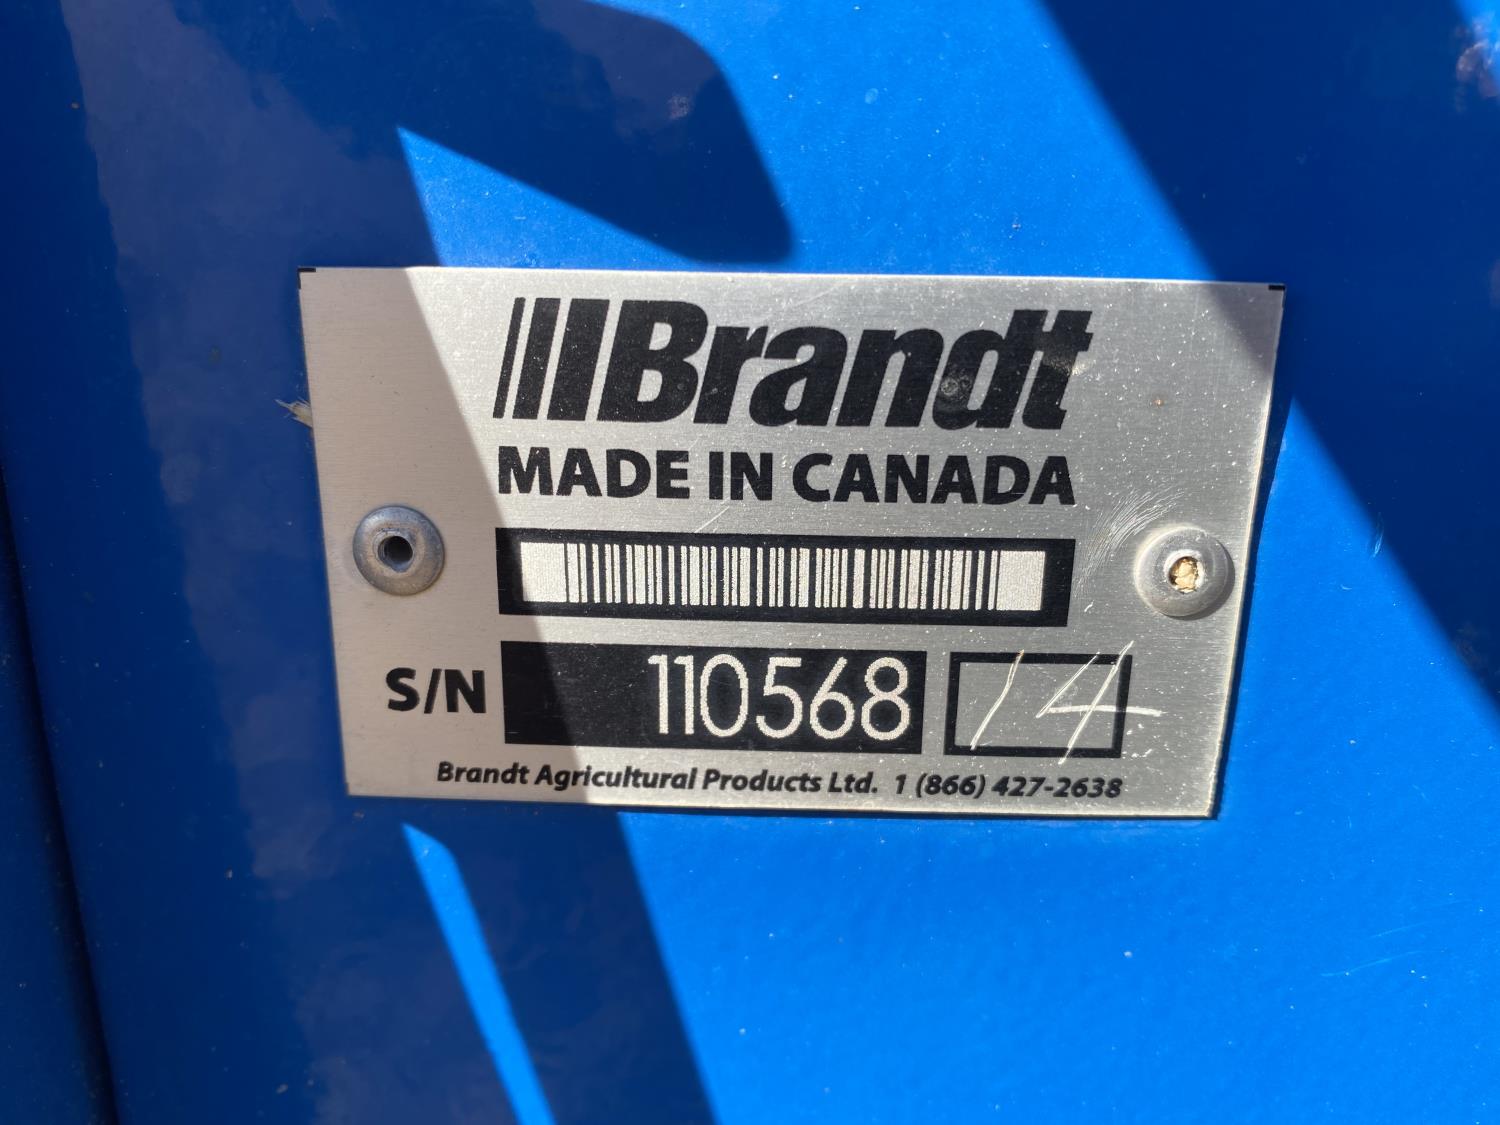 Brandt
MADE IN CANADA
S/N 110568 14
Brandt Agricultural Products Ltd. 1 (866) 427-2638